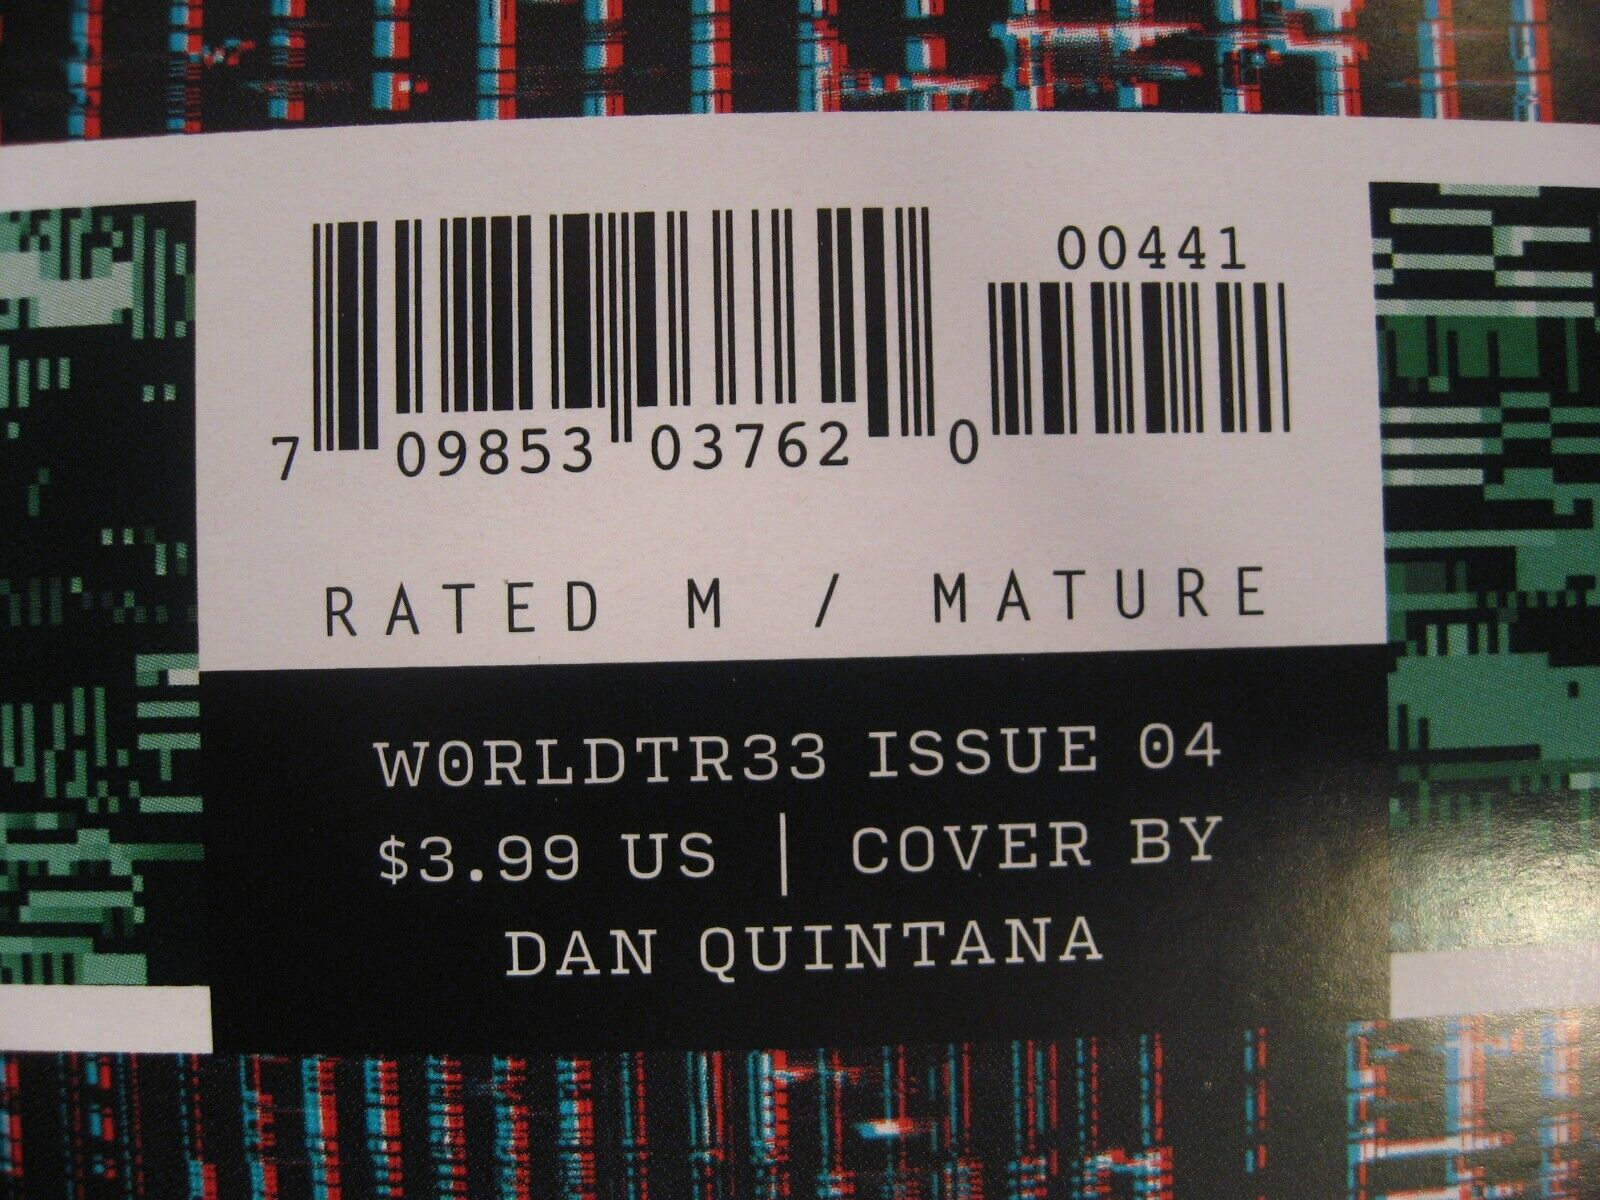 00441
7 09853 03762 0
RATED M / MATURE
W0RLDTR33 ISSUE 04
$3.99 US | COVER BY
DAN QUINTANA